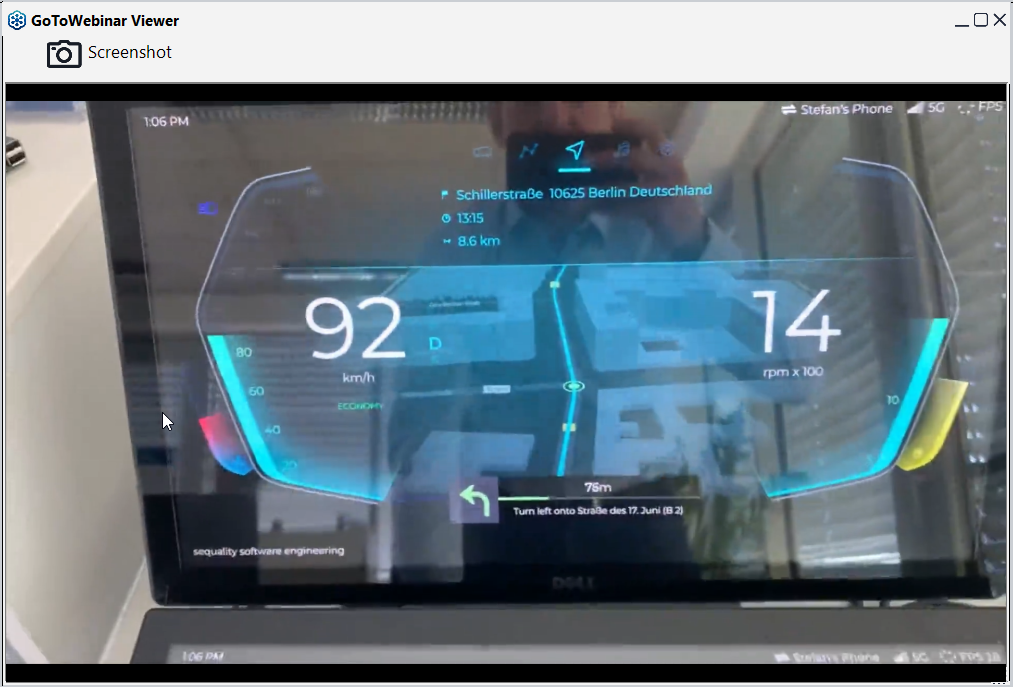 GoToWebinar Viewer
Screenshot
1:06 PM
Stefan's Phone 5G FPS
Schillerstraße 10625 Berlin Deutschland
13:15
8.6 km
92
km/h
D
ECONOMY
80
60
40
20
14
rpm x 100
10
75m
Turn left onto Straße des 17. Juni (B 2)
sequality software engineering
DELL
1:06 PM
Stefan's Phone 5G FPS 18